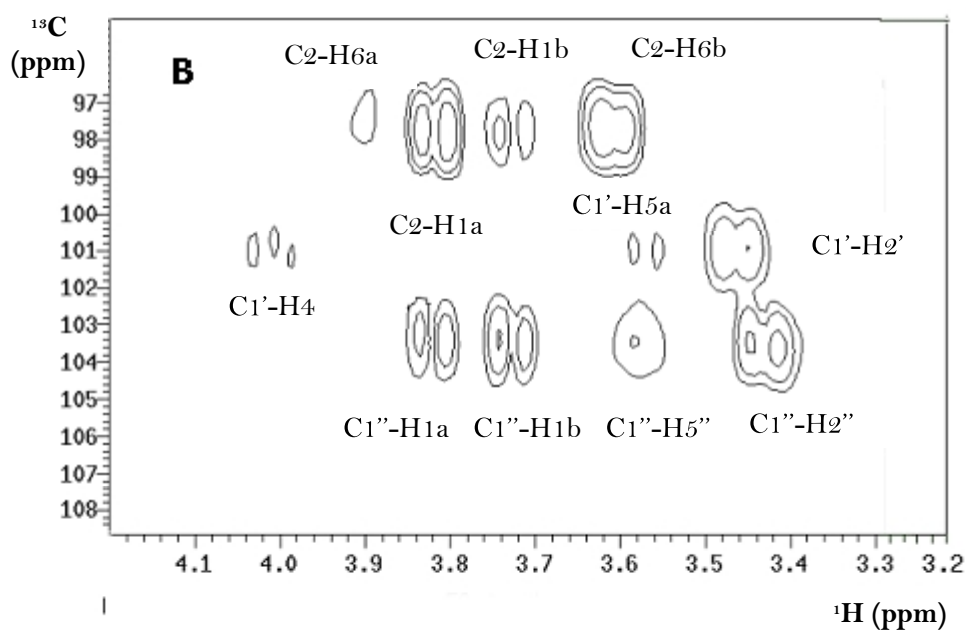 ¹³C
(ppm)
B
C2-H6a
C2-H1b
C2-H6b
97
98
99
100
101
102
103
104
105
106
107
108
C1’-H5a
C2-H1a
C1’-H2’
C1’-H4
C1”-H1a
C1”-H1b
C1”-H5”
C1”-H2”
4.1 4.0 3.9 3.8 3.7 3.6 3.5 3.4 3.3 3.2
¹H (ppm)